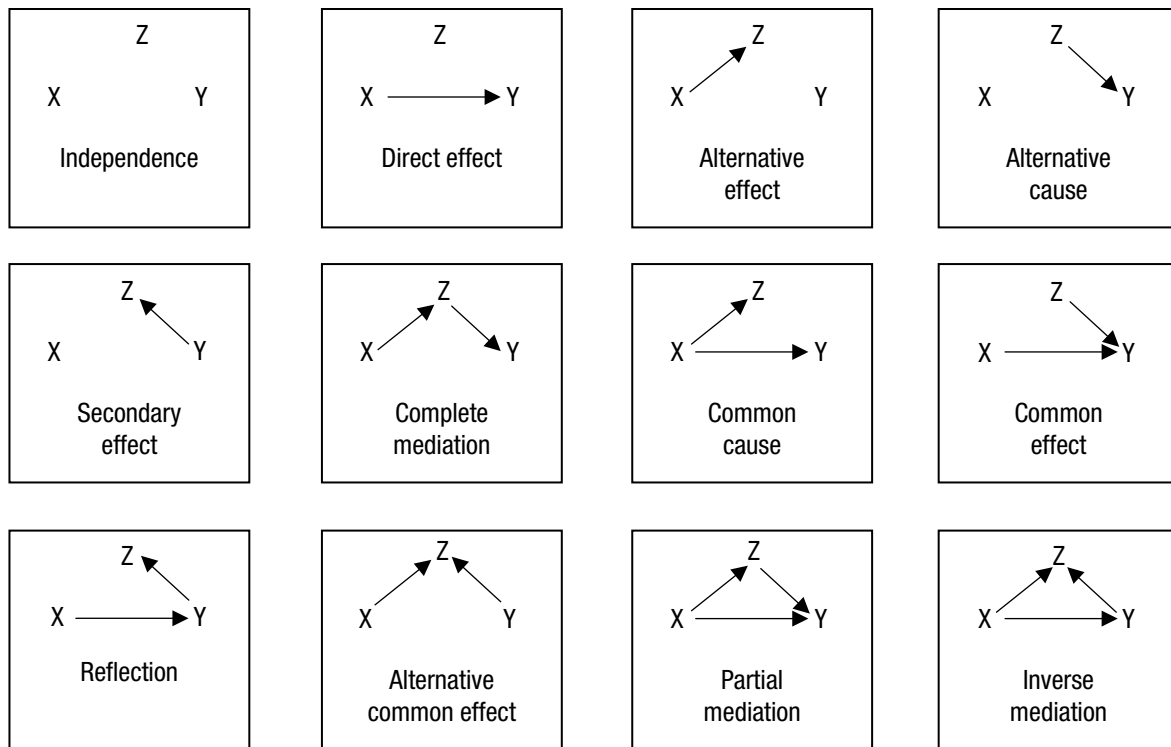 Z
X Y
Independence
Z
X Y
Direct effect
Z
X Y
Alternative
effect
Z
X Y
Alternative
cause
Z
X Y
Secondary
effect
Z
X Y
Complete
mediation
Z
X Y
Common
cause
Z
X Y
Common
effect
Z
X Y
Reflection
Z
X Y
Alternative
common effect
Z
X Y
Partial
mediation
Z
X Y
Inverse
mediation